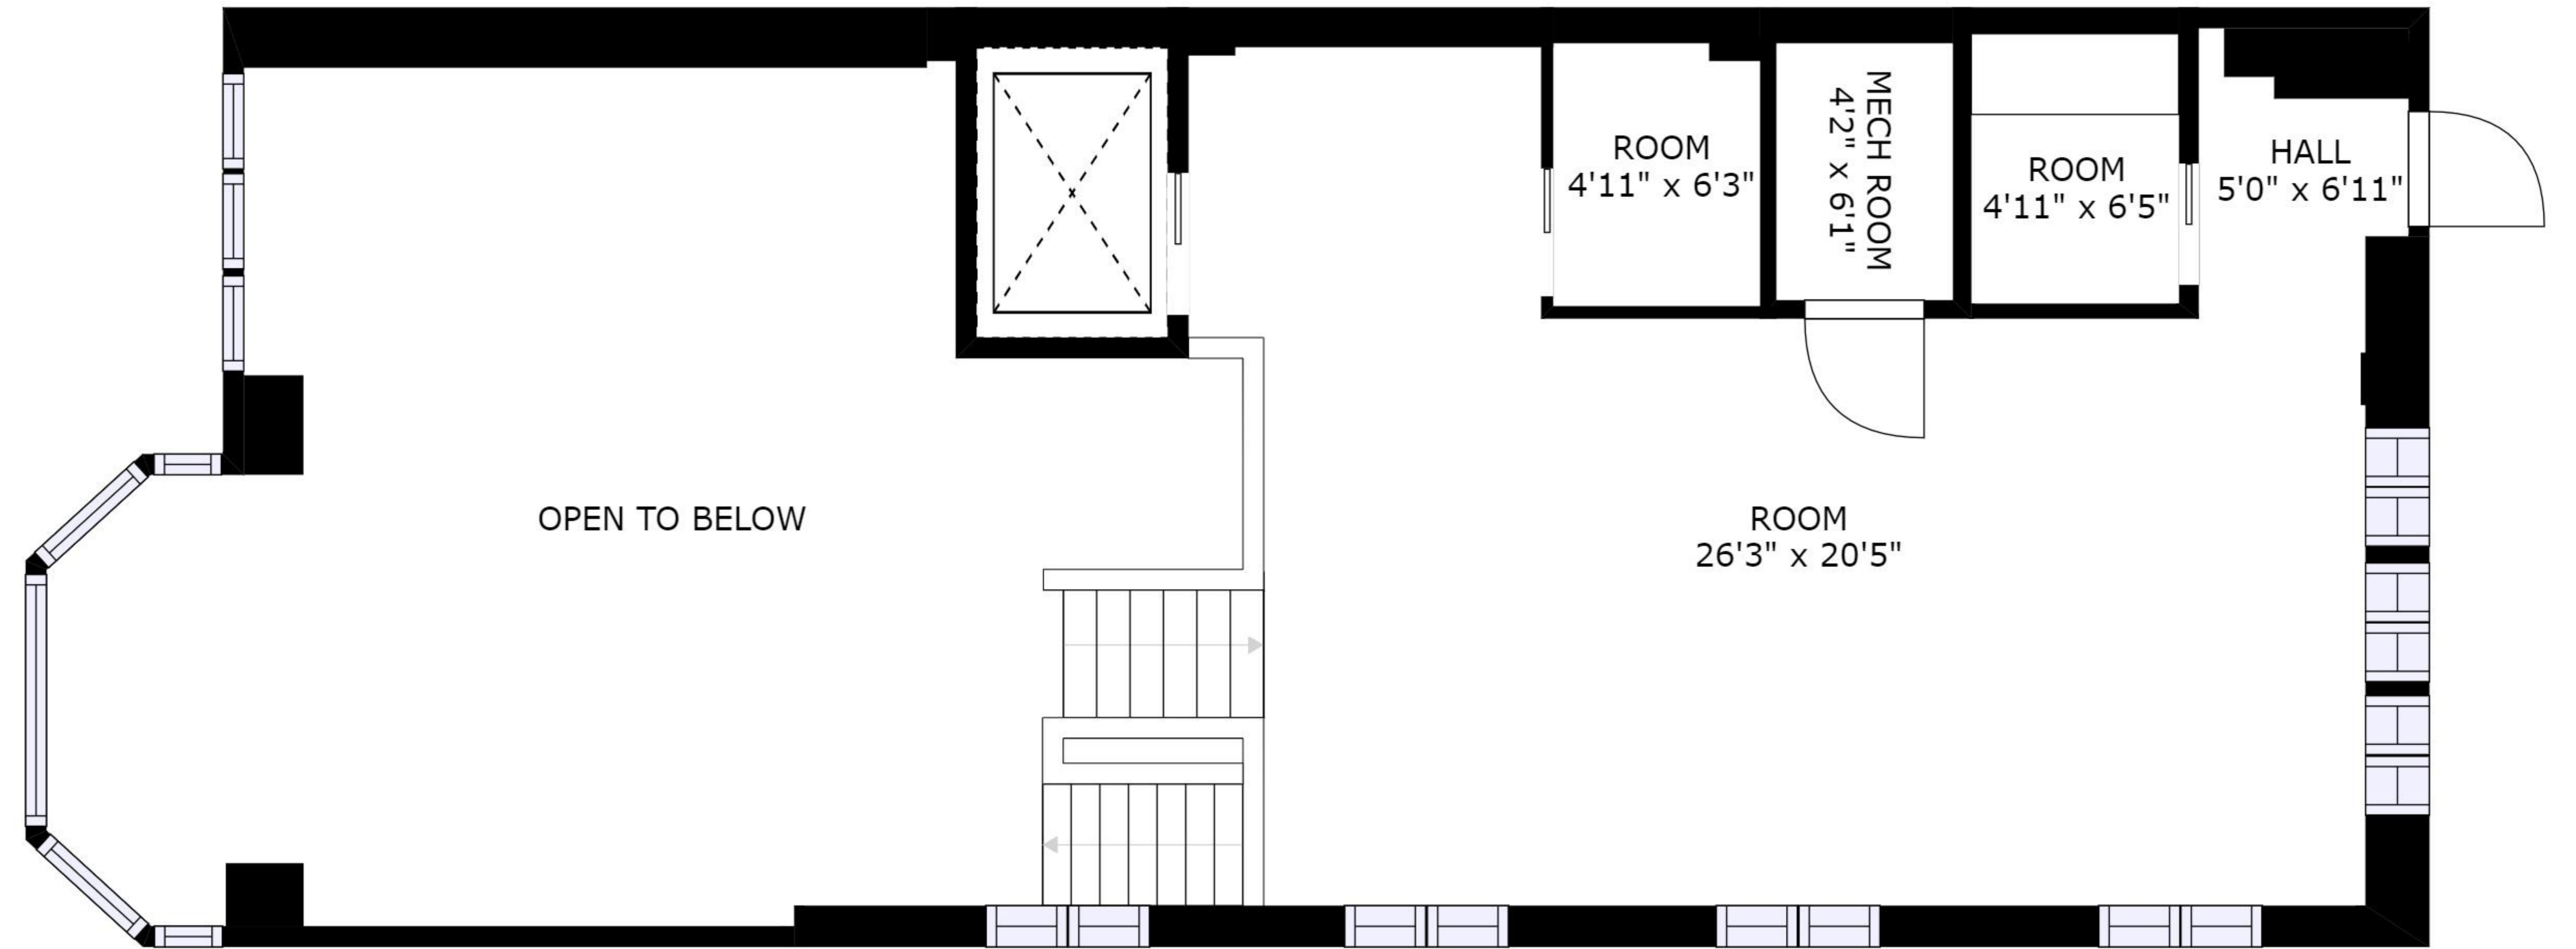 MECH ROOM
4'2" x 6'1"
ROOM
4'11" x 6'3"
ROOM
4'11" x 6'5"
HALL
5'0" x 6'11"
OPEN TO BELOW
ROOM
26'3" x 20'5"